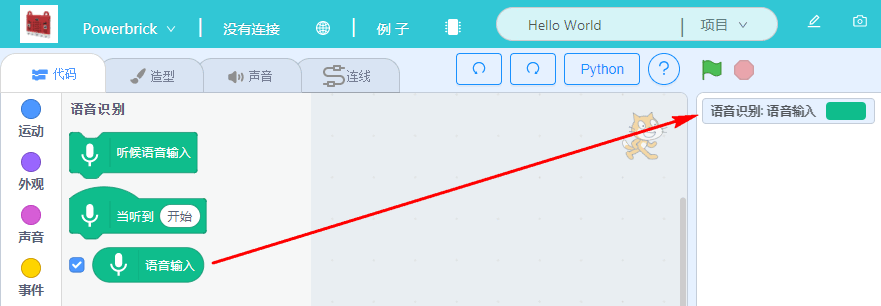 Powerbrick 没有连接 例 子 Hello World 项目
代码 造型 声音 连线 Python ?
运动
外观
声音
事件
语音识别
听候语音输入
当听到 开始
语音输入
语音识别: 语音输入